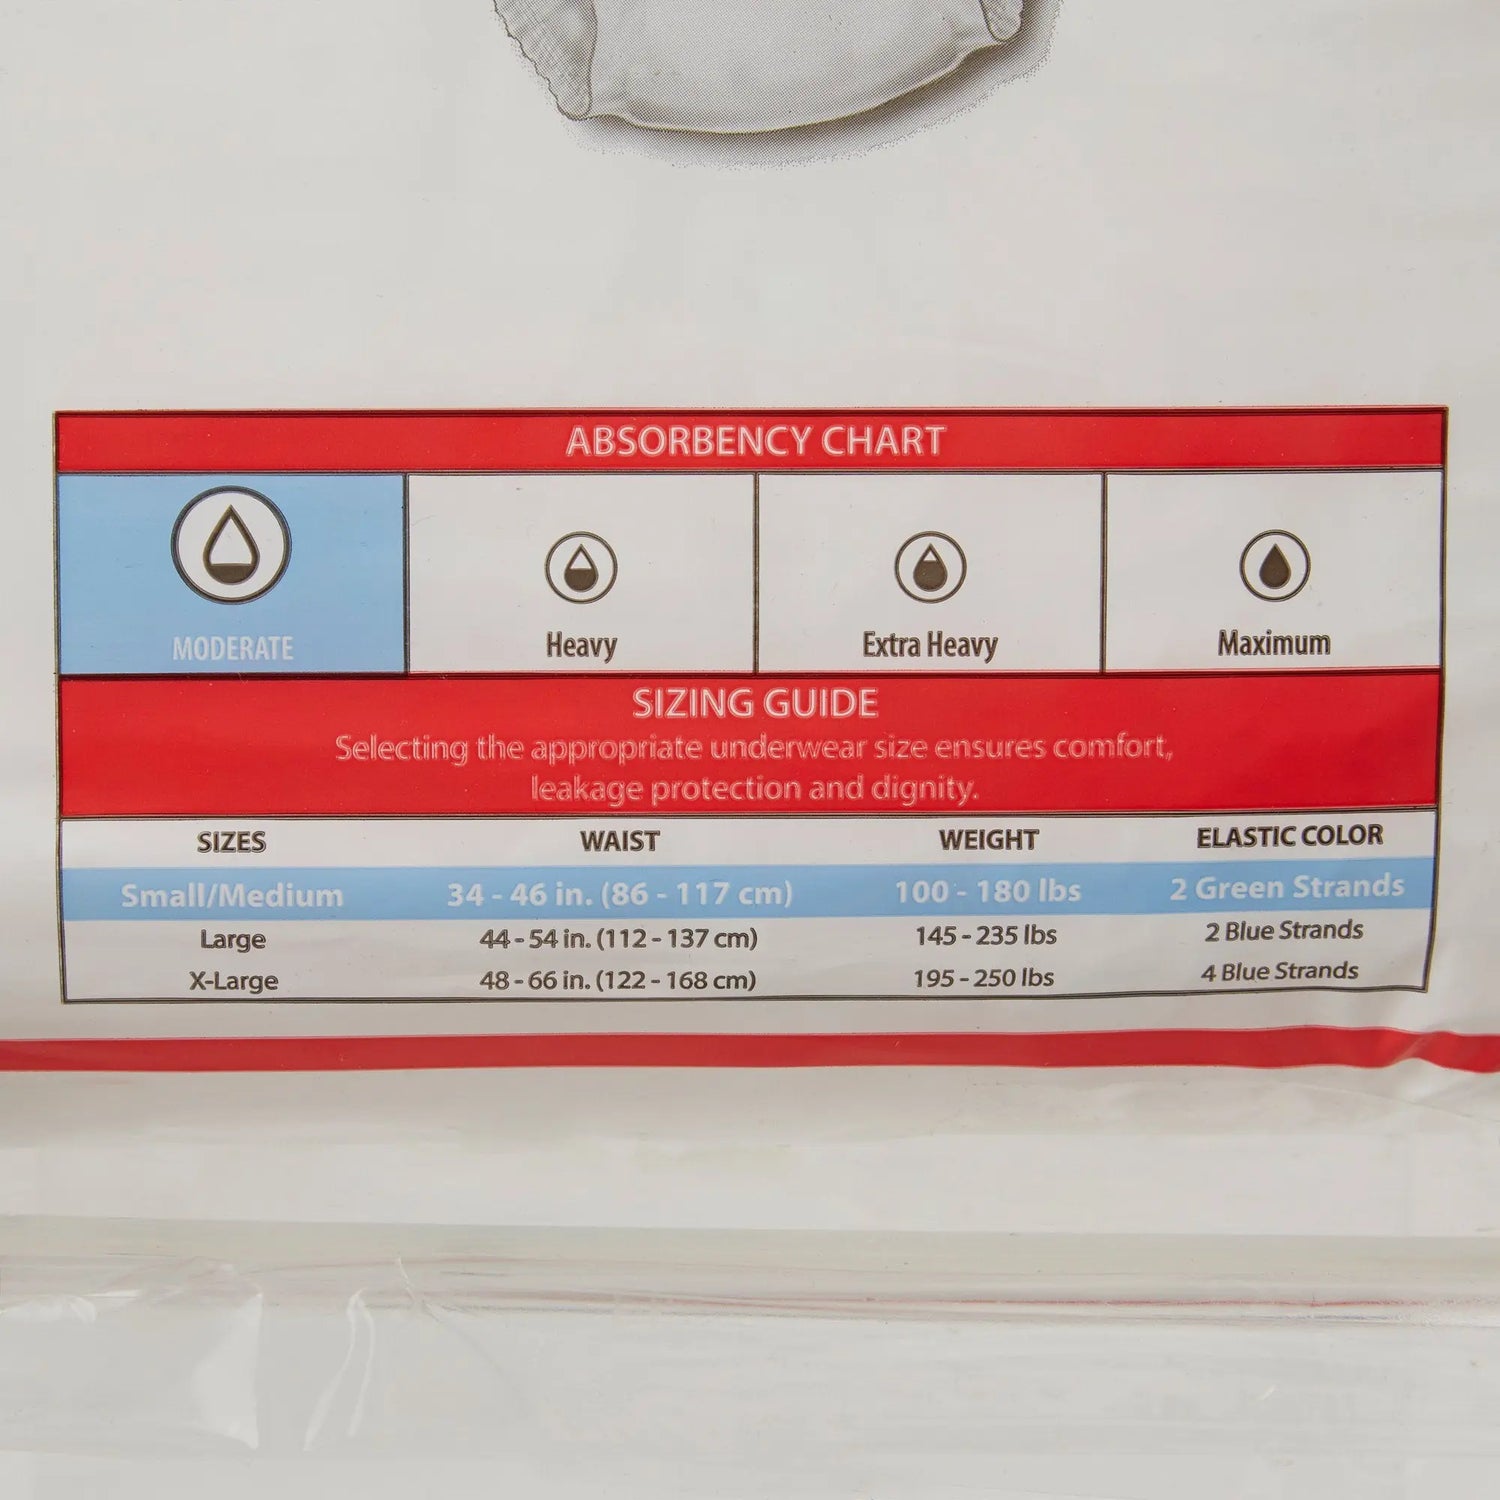 ABSORBENCY CHART
MODERATE Heavy Extra Heavy Maximum
SIZING GUIDE
Selecting the appropriate underwear size ensures comfort,
leakage protection and dignity.
SIZES WAIST WEIGHT ELASTIC COLOR
Small/Medium 34 - 46 in. (86 - 117 cm) 100 - 180 lbs 2 Green Strands
Large 44 - 54 in. (112 - 137 cm) 145 - 235 lbs 2 Blue Strands
X-Large 48 - 66 in. (122 - 168 cm) 195 - 250 lbs 4 Blue Strands